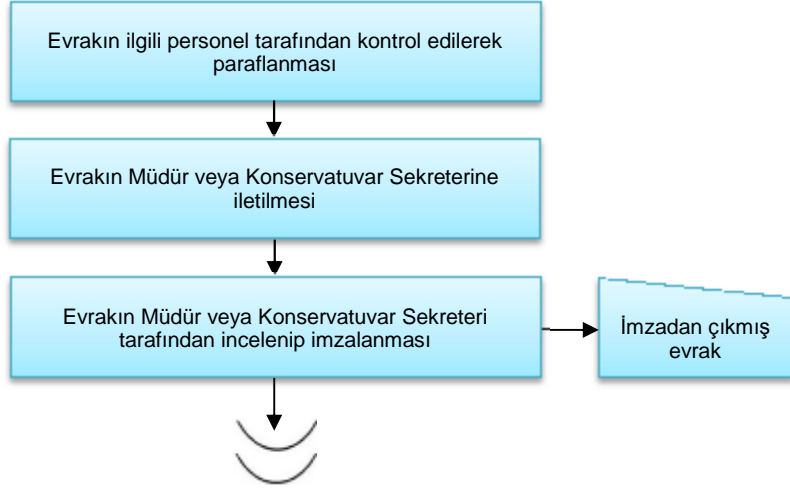 Evrakın ilgili personel tarafından kontrol edilerek
paraflanması
Evrakın Müdür veya Konservatuvar Sekreterine
iletilmesi
Evrakın Müdür veya Konservatuvar Sekreteri
tarafından incelenip imzalanması
İmzadan çıkmış
evrak